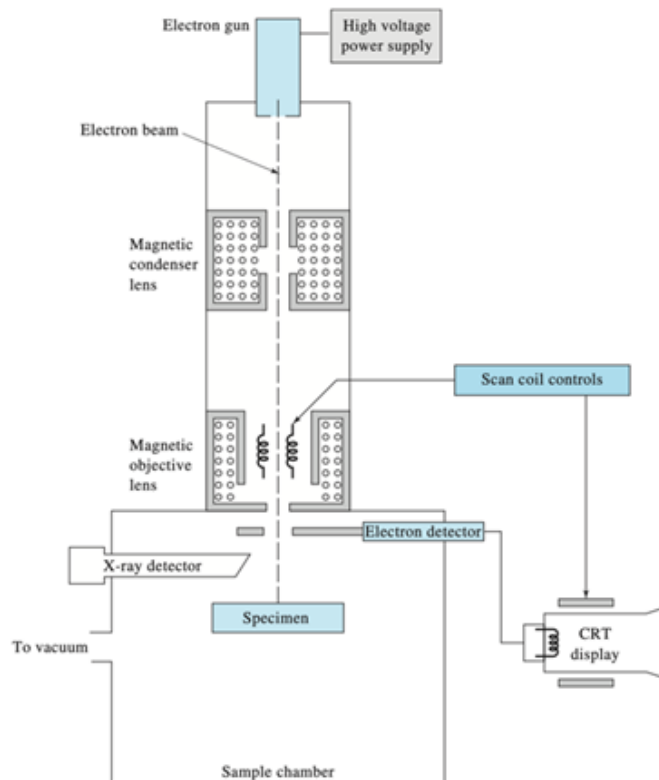 Electron gun
High voltage
power supply
Electron beam
Magnetic
condenser
lens
Scan coil controls
Magnetic
objective
lens
Electron detector
X-ray detector
Specimen
To vacuum
CRT
display
Sample chamber